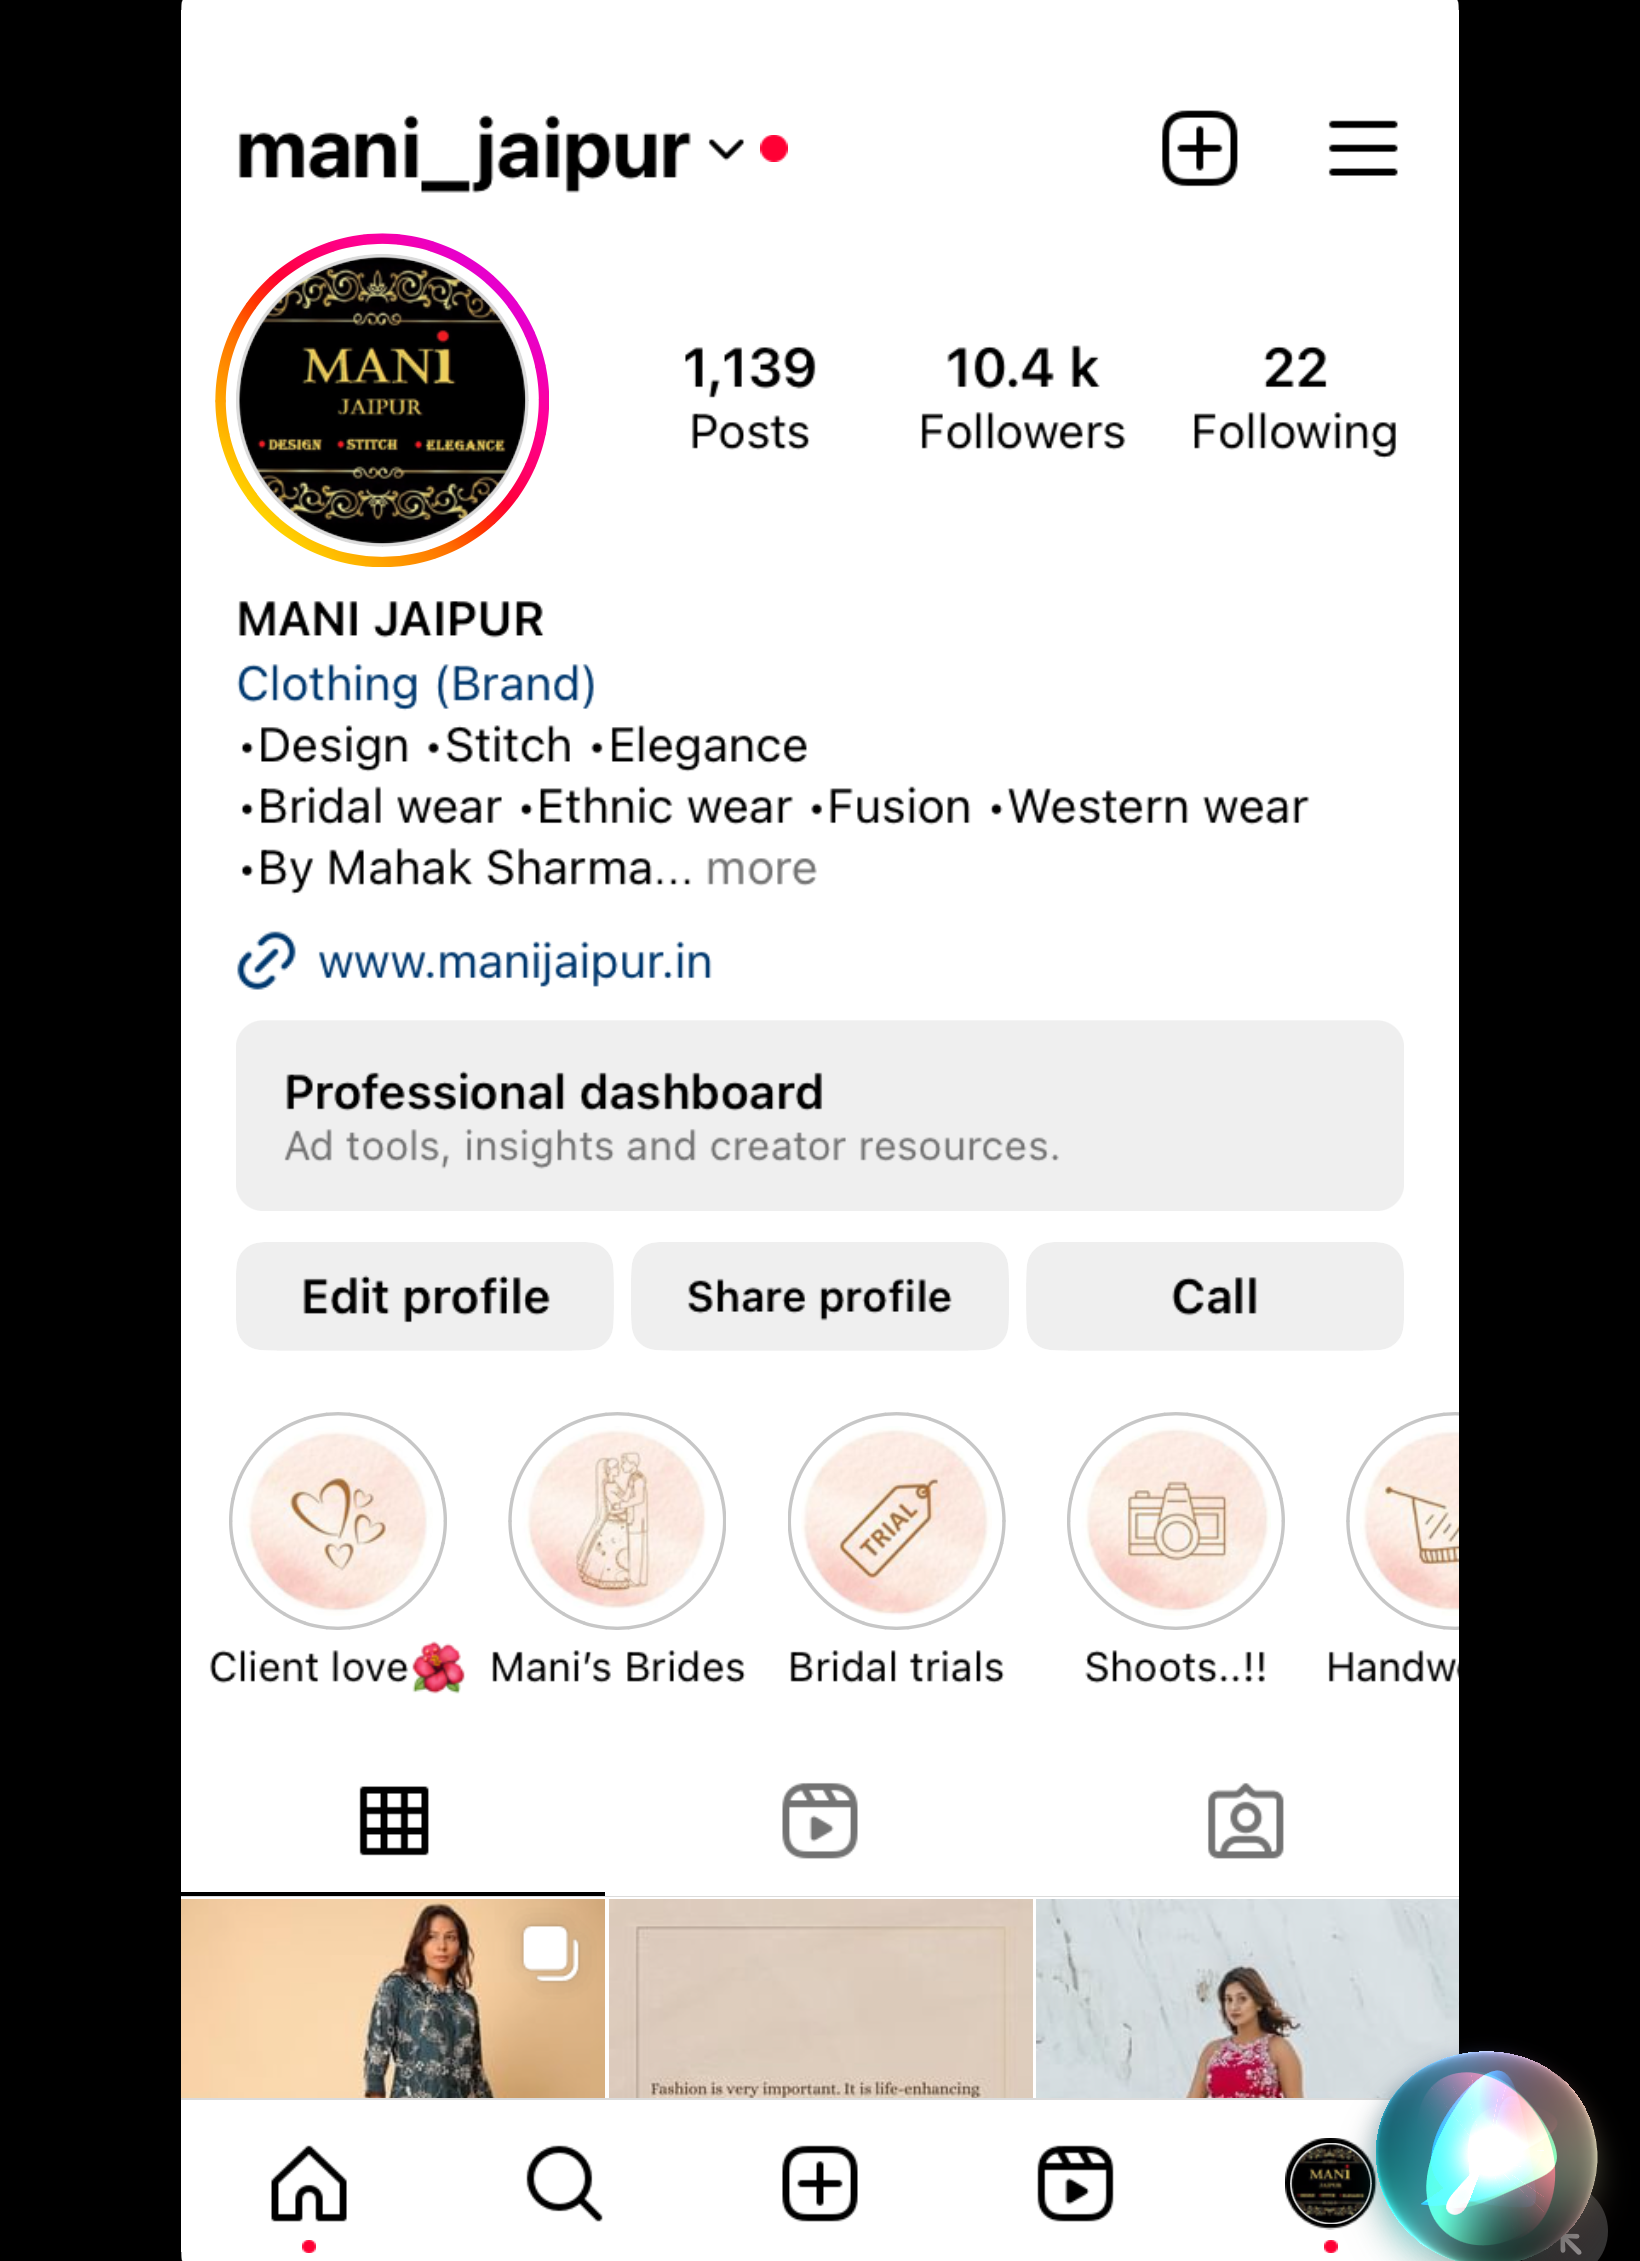 mani_jaipur
MANi
JAIPUR
•DESIGN •STITCH •ELEGANCE
1,139 10.4 k 22
Posts Followers Following
MANI JAIPUR
Clothing (Brand)
•Design •Stitch •Elegance
•Bridal wear •Ethnic wear •Fusion •Western wear
•By Mahak Sharma... more
www.manijaipur.in
Professional dashboard
Ad tools, insights and creator resources.
Edit profile Share profile Call
TRIAL
Client love🌺 Mani's Brides Bridal trials Shoots..!! Handw
Fashion is very important. It is life-enhancing
MANi
JAIPUR